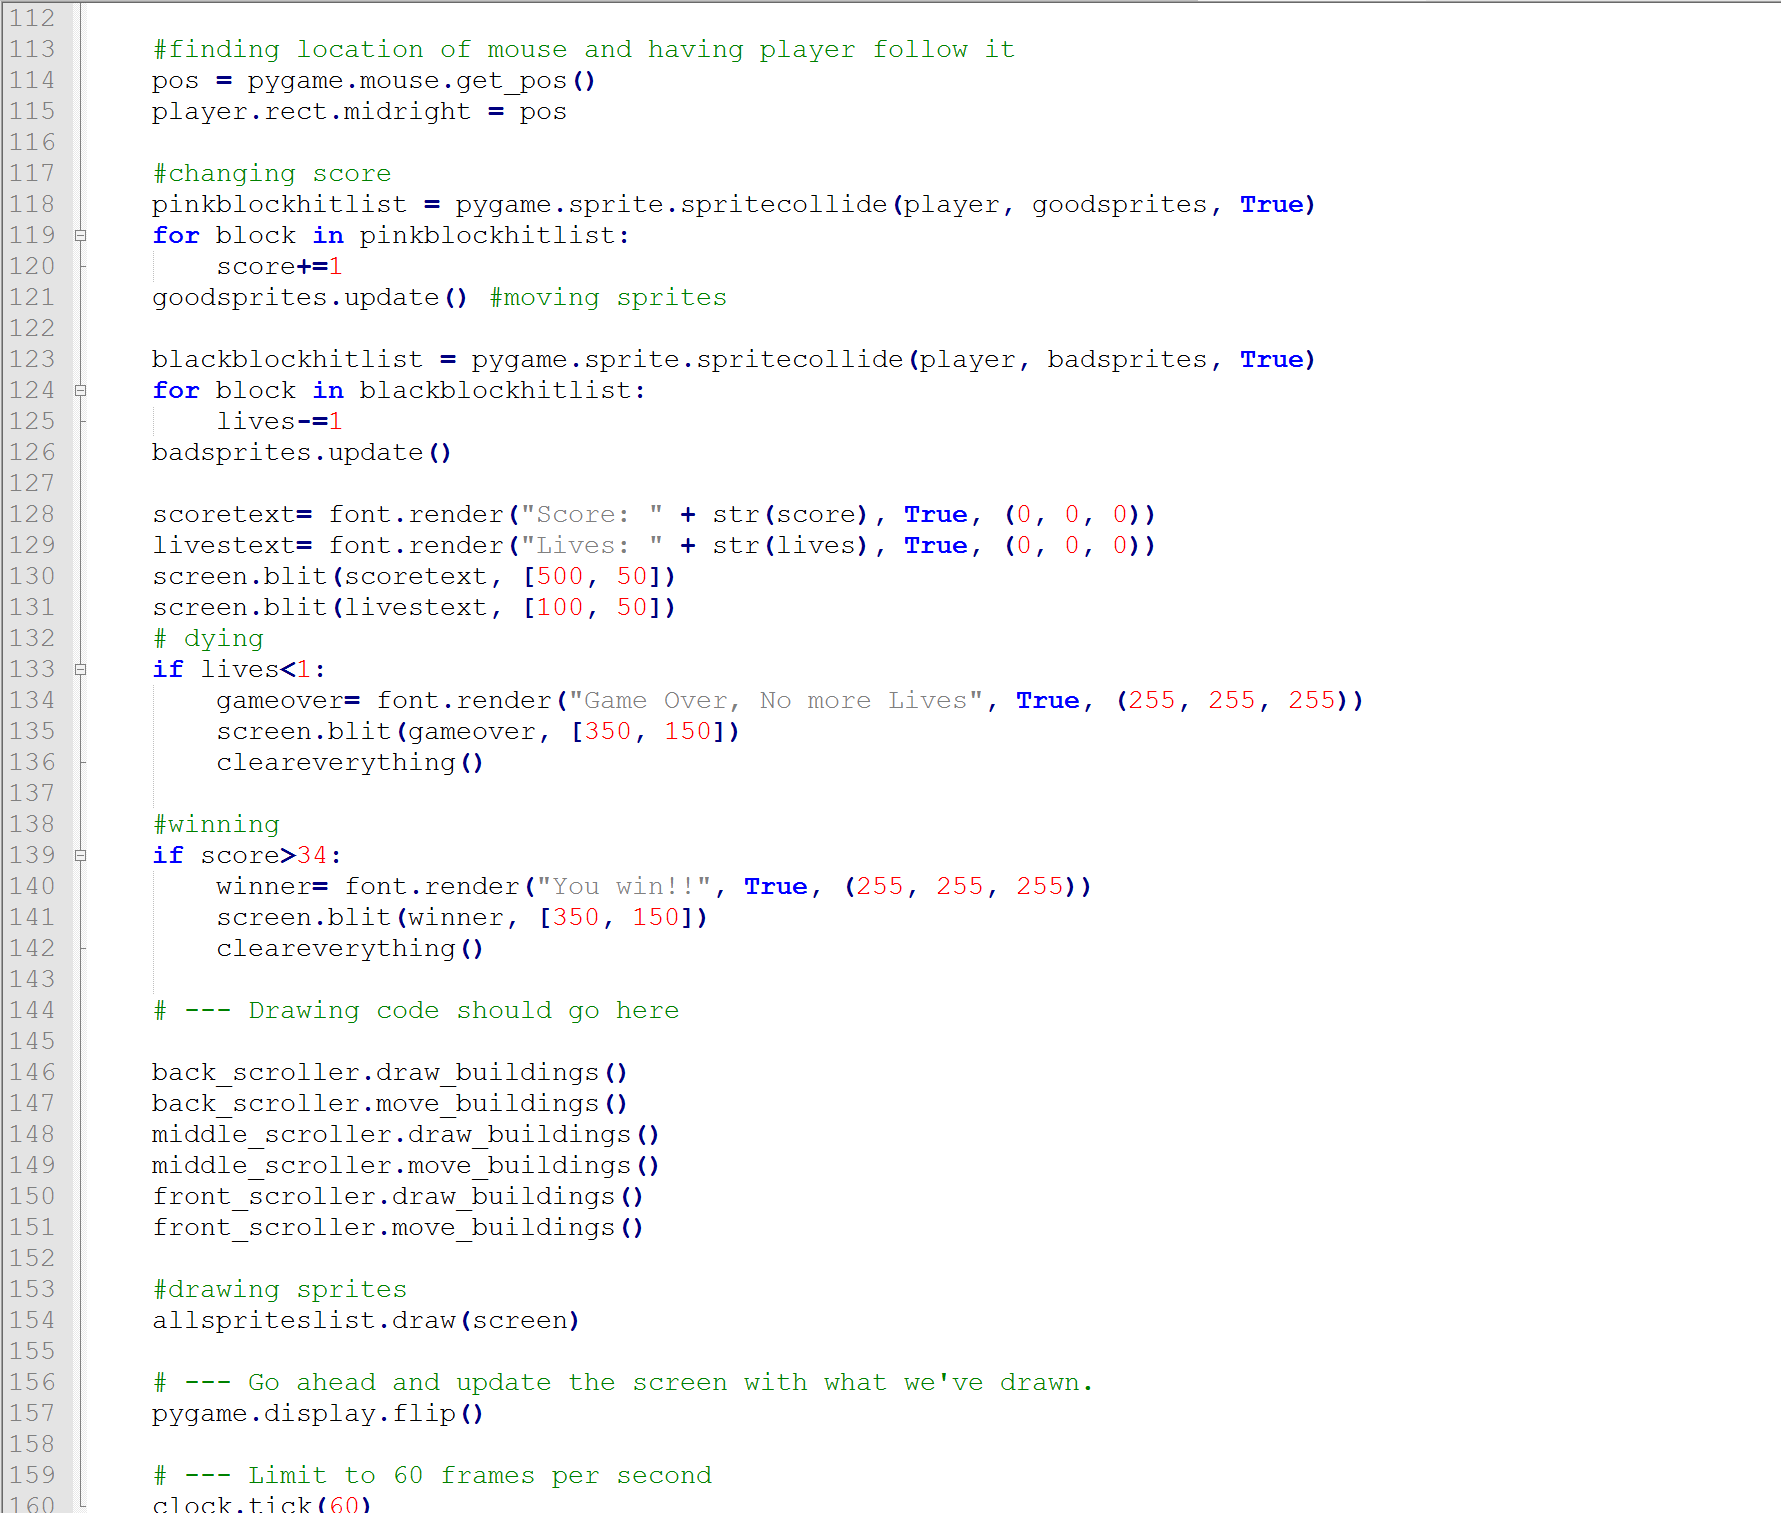 112
113 #finding location of mouse and having player follow it
114 pos = pygame.mouse.get_pos()
115 player.rect.midright = pos
116
117 #changing score
118 pinkblockhitlist = pygame.sprite.spritecollide(player, goodsprites, True)
119 for block in pinkblockhitlist:
120 score+=1
121 goodsprites.update() #moving sprites
122
123 blackblockhitlist = pygame.sprite.spritecollide(player, badsprites, True)
124 for block in blackblockhitlist:
125 lives-=1
126 badsprites.update()
127
128 scoretext= font.render("Score: " + str(score), True, (0, 0, 0))
129 livestext= font.render("Lives: " + str(lives), True, (0, 0, 0))
130 screen.blit(scoretext, [500, 50])
131 screen.blit(livestext, [100, 50])
132 # dying
133 if lives<1:
134 gameover= font.render("Game Over, No more Lives", True, (255, 255, 255))
135 screen.blit(gameover, [350, 150])
136 cleareverything()
137
138 #winning
139 if score>34:
140 winner= font.render("You win!!", True, (255, 255, 255))
141 screen.blit(winner, [350, 150])
142 cleareverything()
143
144 # --- Drawing code should go here
145
146 back_scroller.draw_buildings()
147 back_scroller.move_buildings()
148 middle_scroller.draw_buildings()
149 middle_scroller.move_buildings()
150 front_scroller.draw_buildings()
151 front_scroller.move_buildings()
152
153 #drawing sprites
154 allspriteslist.draw(screen)
155
156 # --- Go ahead and update the screen with what we've drawn.
157 pygame.display.flip()
158
159 # --- Limit to 60 frames per second
160 clock.tick(60)